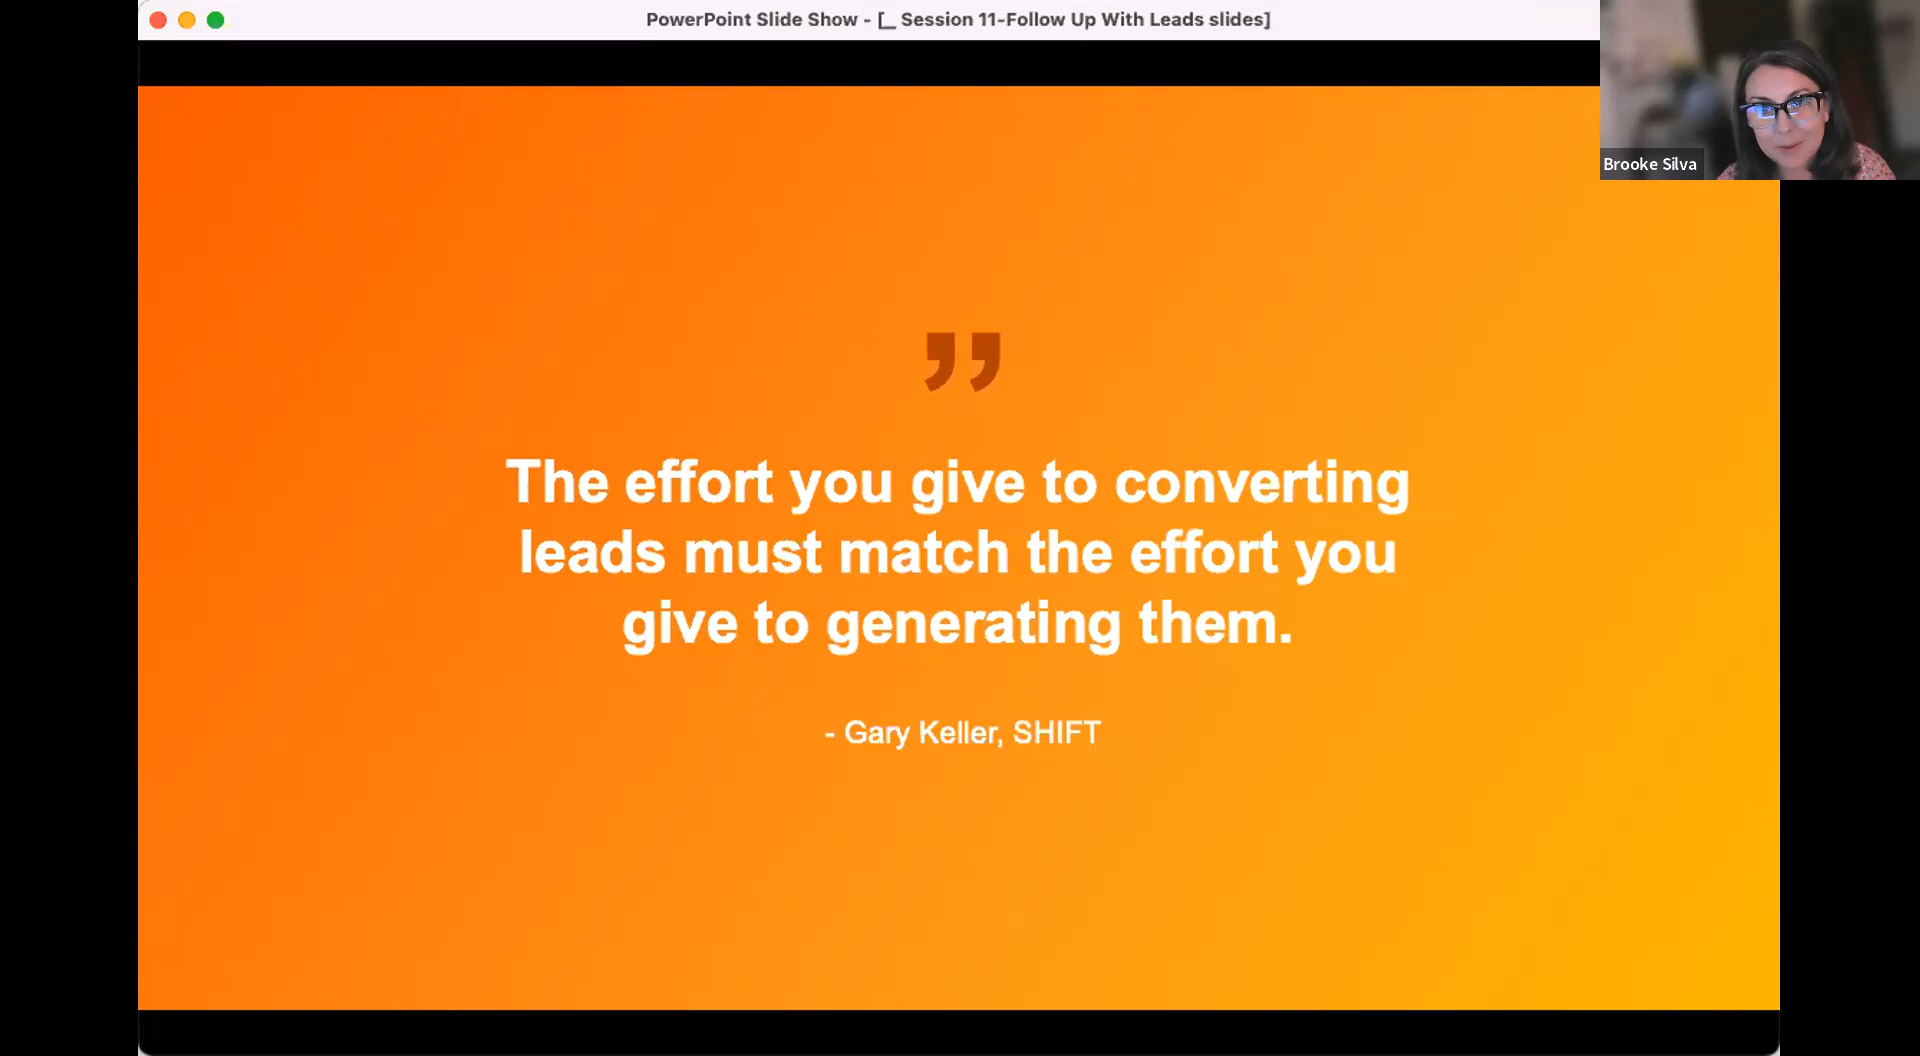 PowerPoint Slide Show - [_ Session 11-Follow Up With Leads slides]
Brooke Silva
”
The effort you give to converting
leads must match the effort you
give to generating them.
- Gary Keller, SHIFT